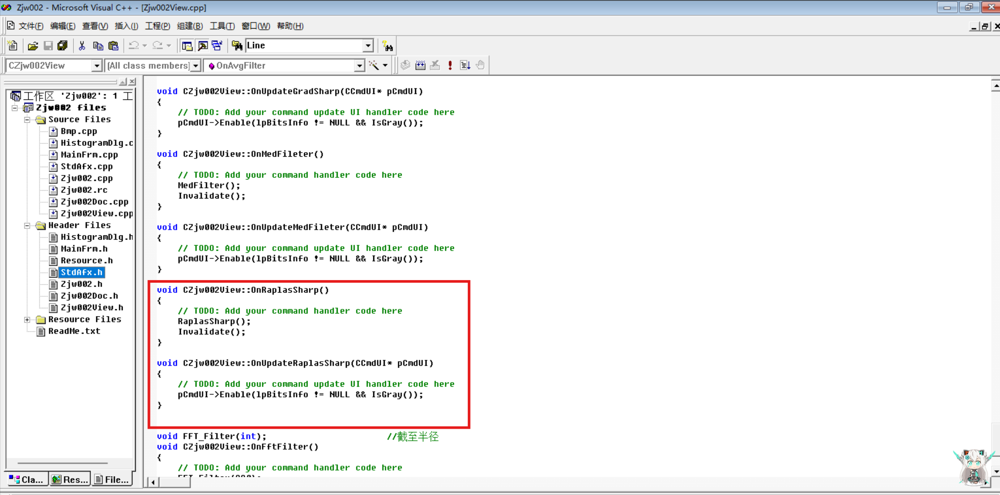 Zjw002 - Microsoft Visual C++ - [Zjw002View.cpp]
文件(F) 编辑(E) 查看(V) 插入(I) 工程(P) 组建(B) 工具(T) 窗口(W) 帮助(H)
Line
CZjw002View [All class members] OnAvgFilter
工作区 'Zjw002': 1 工
Zjw002 files
Source Files
Bmp.cpp
HistogramDlg.c
MainFrm.cpp
StdAfx.cpp
Zjw002.cpp
Zjw002.rc
Zjw002Doc.cpp
Zjw002View.cpp
Header Files
HistogramDlg.h
MainFrm.h
Resource.h
StdAfx.h
Zjw002.h
Zjw002Doc.h
Zjw002View.h
Resource Files
ReadMe.txt
Cla... Res... File...
void CZjw002View::OnUpdateGradSharp(CCmdUI* pCmdUI)
{
// TODO: Add your command update UI handler code here
pCmdUI->Enable(lpBitsInfo != NULL && IsGray());
}
void CZjw002View::OnMedFileter()
{
// TODO: Add your command handler code here
MedFilter();
Invalidate();
}
void CZjw002View::OnUpdateMedFileter(CCmdUI* pCmdUI)
{
// TODO: Add your command update UI handler code here
pCmdUI->Enable(lpBitsInfo != NULL && IsGray());
}
void CZjw002View::OnRaplasSharp()
{
// TODO: Add your command handler code here
RaplasSharp();
Invalidate();
}
void CZjw002View::OnUpdateRaplasSharp(CCmdUI* pCmdUI)
{
// TODO: Add your command update UI handler code here
pCmdUI->Enable(lpBitsInfo != NULL && IsGray());
}
void FFT_Filter(int); //截至半径
void CZjw002View::OnFftFilter()
{
// TODO: Add your command handler code here